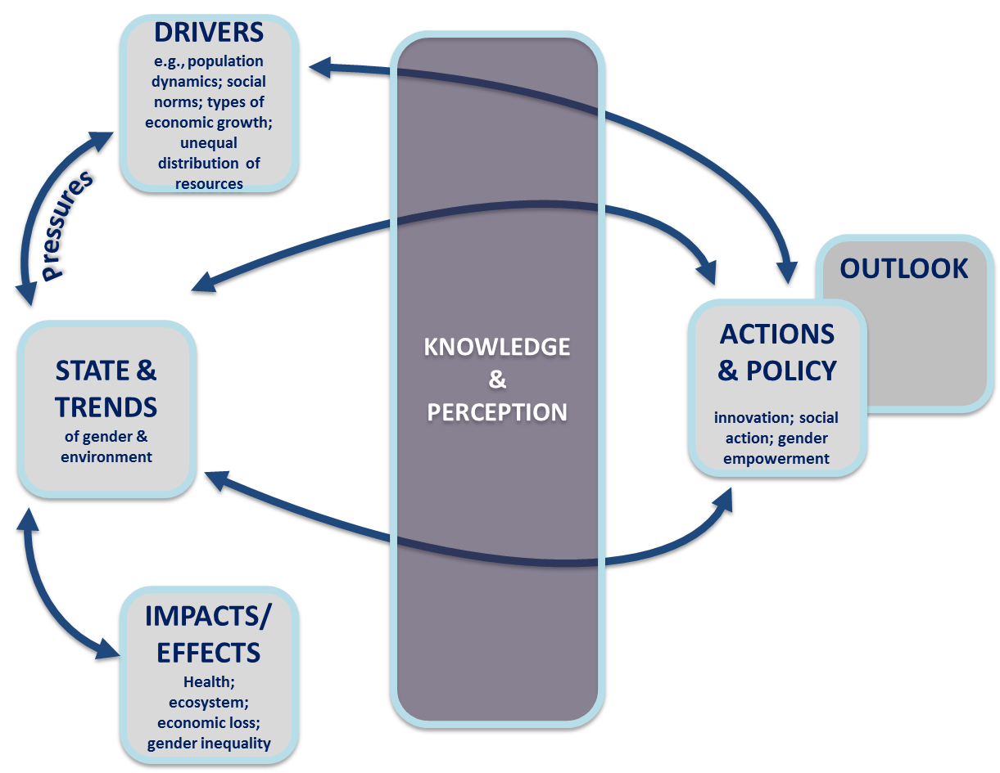 DRIVERS
e.g., population
dynamics; social
norms; types of
economic growth;
unequal
distribution of
resources
Pressures
STATE &
TRENDS
of gender &
environment
IMPACTS/
EFFECTS
Health;
ecosystem;
economic loss;
gender inequality
KNOWLEDGE
&
PERCEPTION
OUTLOOK
ACTIONS
& POLICY
innovation; social
action; gender
empowerment